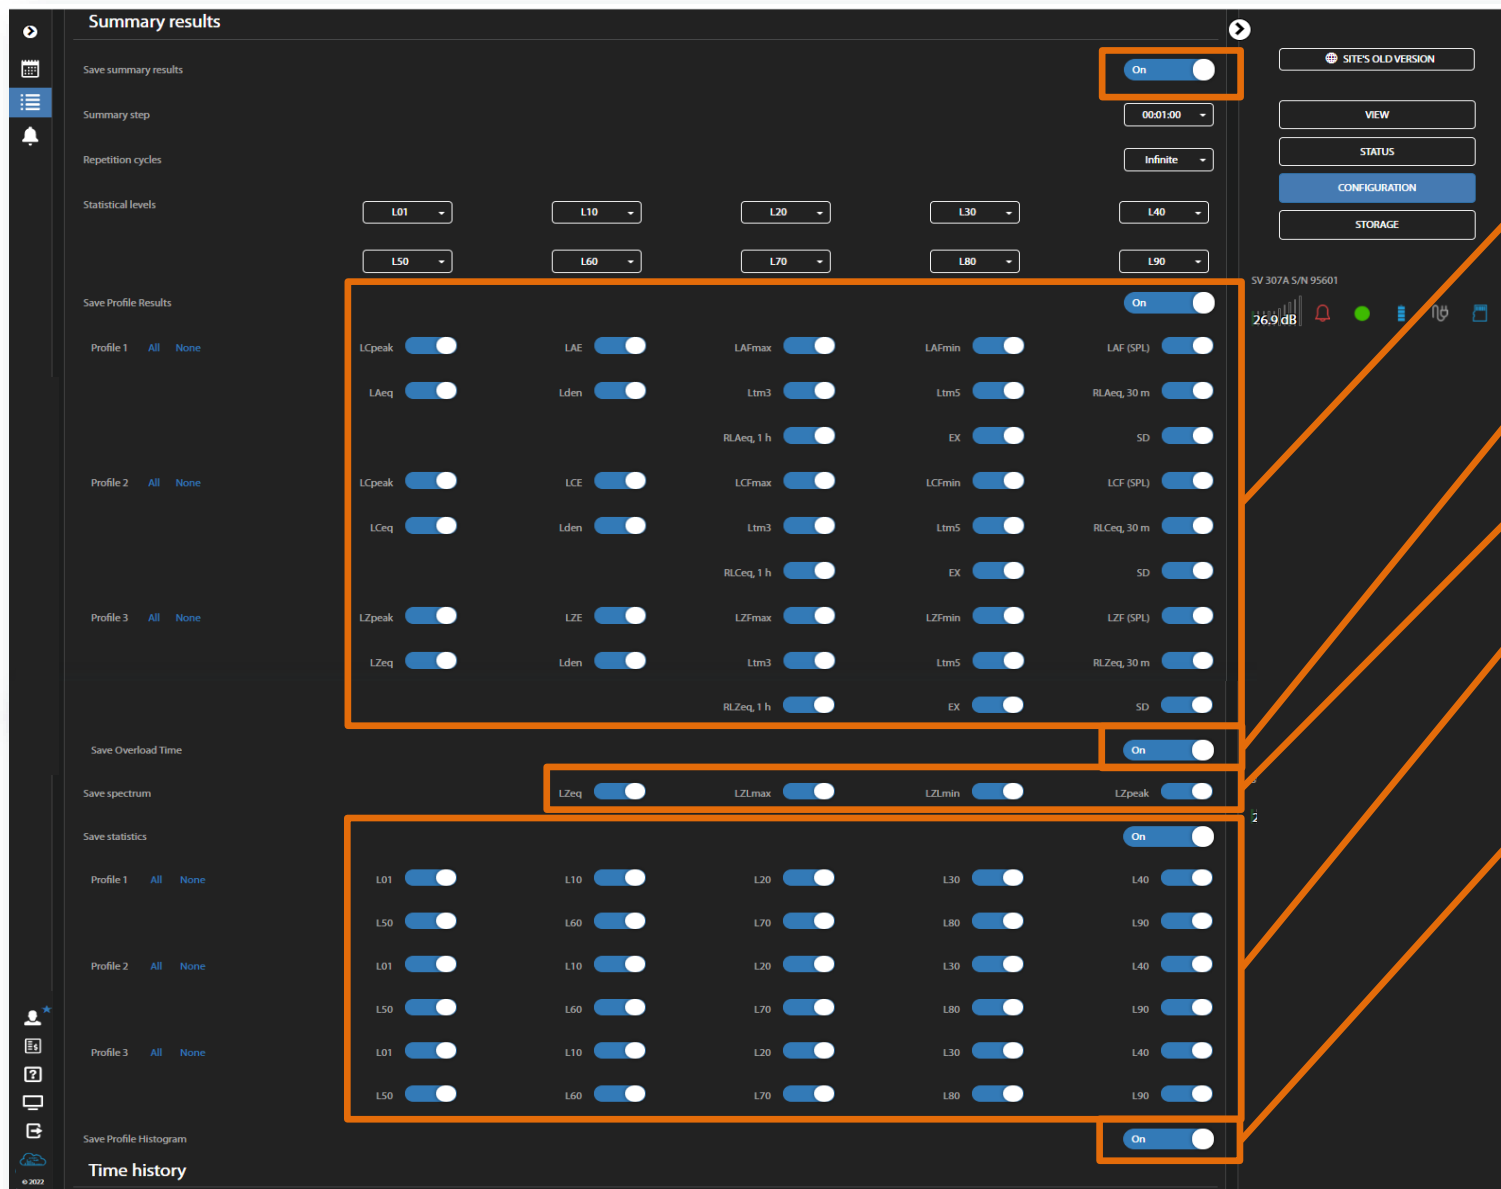 Summary results
Save summary results On
Summary step 00:01:00
Repetition cycles Infinite
Statistical levels L01 L10 L20 L30 L40
L50 L60 L70 L80 L90
Save Profile Results On
Profile 1 All None LCpeak LAE LAFmax LAFmin LAF (SPL)
LAeq Lden Ltm3 Ltm5 RLAeq, 30 m
RLAeq, 1 h EX SD
Profile 2 All None LCpeak LCE LCFmax LCFmin LCF (SPL)
LCeq Lden Ltm3 Ltm5 RLCeq, 30 m
RLCeq, 1 h EX SD
Profile 3 All None LZpeak LZE LZFmax LZFmin LZF (SPL)
LZeq Lden Ltm3 Ltm5 RLZeq, 30 m
RLZeq, 1 h EX SD
Save Overload Time On
Save spectrum LZeq LZLmax LZLmin LZpeak
Save statistics On
Profile 1 All None L01 L10 L20 L30 L40
L50 L60 L70 L80 L90
Profile 2 All None L01 L10 L20 L30 L40
L50 L60 L70 L80 L90
Profile 3 All None L01 L10 L20 L30 L40
L50 L60 L70 L80 L90
Save Profile Histogram On
Time history
© 2022
SITE'S OLD VERSION
VIEW
STATUS
CONFIGURATION
STORAGE
SV 307A S/N 95601
26.9 dB